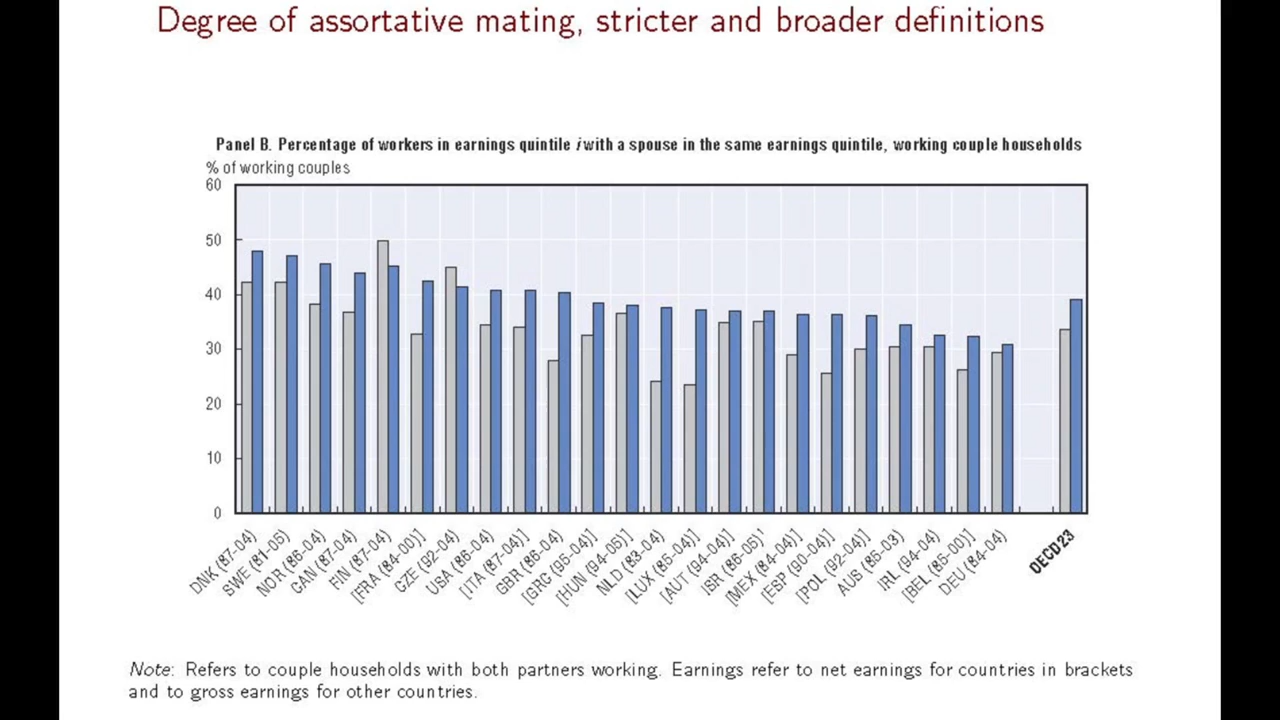 Degree of assortative mating, stricter and broader definitions
Panel B. Percentage of workers in earnings quintile i with a spouse in the same earnings quintile, working couple households
% of working couples
60
50
40
30
20
10
0
DNK (87-04)
SWE (81-05)
NOR (86-04)
CAN (87-04)
FIN (87-04)
[FRA (84-00)]
CZE (92-04)
USA (86-04)
[ITA (87-04)]
GBR (86-04)
[GRC (95-04)]
[HUN (94-05)]
NLD (83-04)
[LUX (85-04)]
[AUT (94-04)]
ISR (86-05)
[MEX (84-04)]
[ESP (90-04)]
[POL (92-04)]
AUS (85-03)
IRL (94-04)
[BEL (85-00)]
DEU (84-04)
OECD23
Note: Refers to couple households with both partners working. Earnings refer to net earnings for countries in brackets
and to gross earnings for other countries.